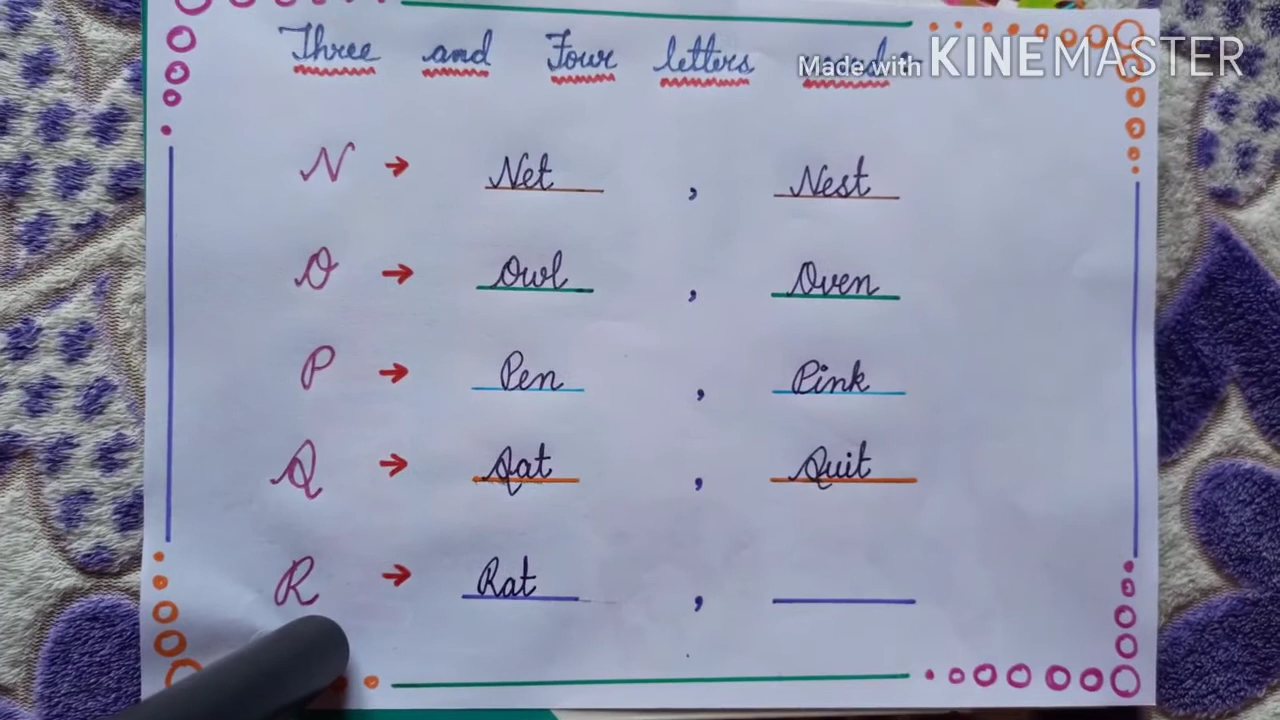 Three and Four letters Made with KINEMASTER
N → Net , Nest
O → Owl , Oven
P → Pen , Pink
Q → Qat , Quit
R → Rat ,